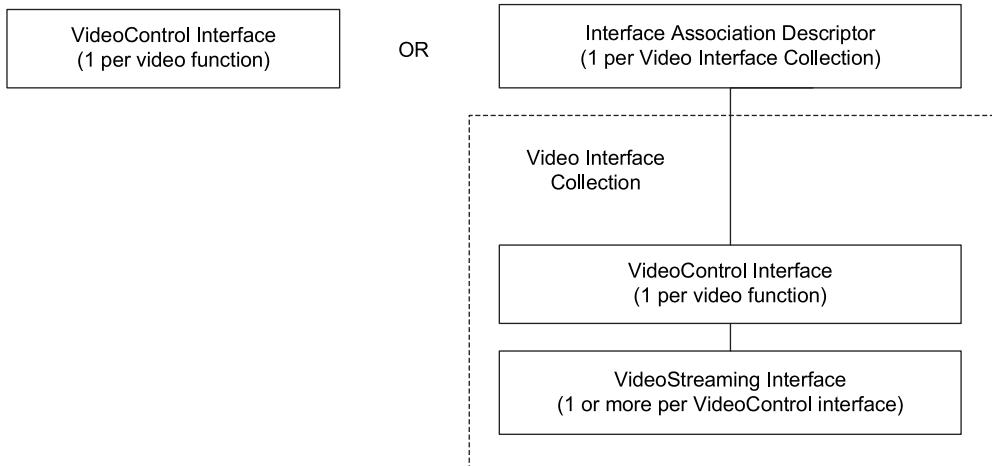 VideoControl Interface
(1 per video function)
OR
Interface Association Descriptor
(1 per Video Interface Collection)
Video Interface
Collection
VideoControl Interface
(1 per video function)
VideoStreaming Interface
(1 or more per VideoControl interface)